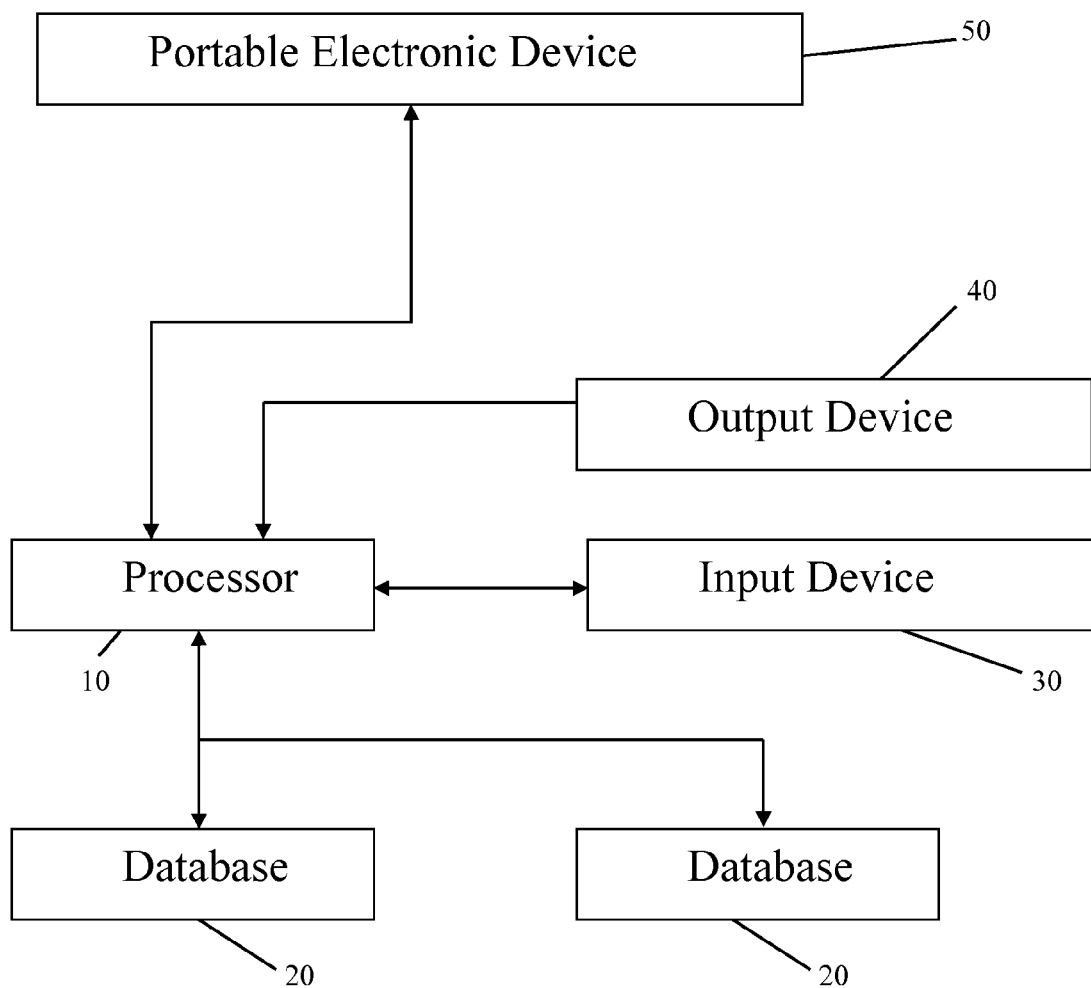 Portable Electronic Device
50
40
Output Device
Processor
Input Device
10
30
Database
Database
20
20